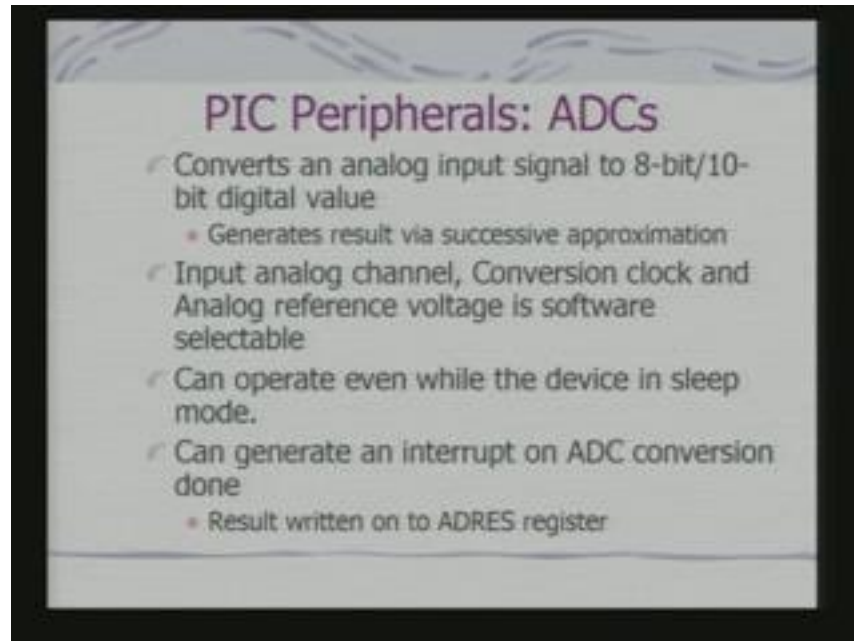 PIC Peripherals: ADCs
Converts an analog input signal to 8-bit/10-
bit digital value
Generates result via successive approximation
Input analog channel, Conversion clock and
Analog reference voltage is software
selectable
Can operate even while the device in sleep
mode.
Can generate an interrupt on ADC conversion
done
Result written on to ADRES register